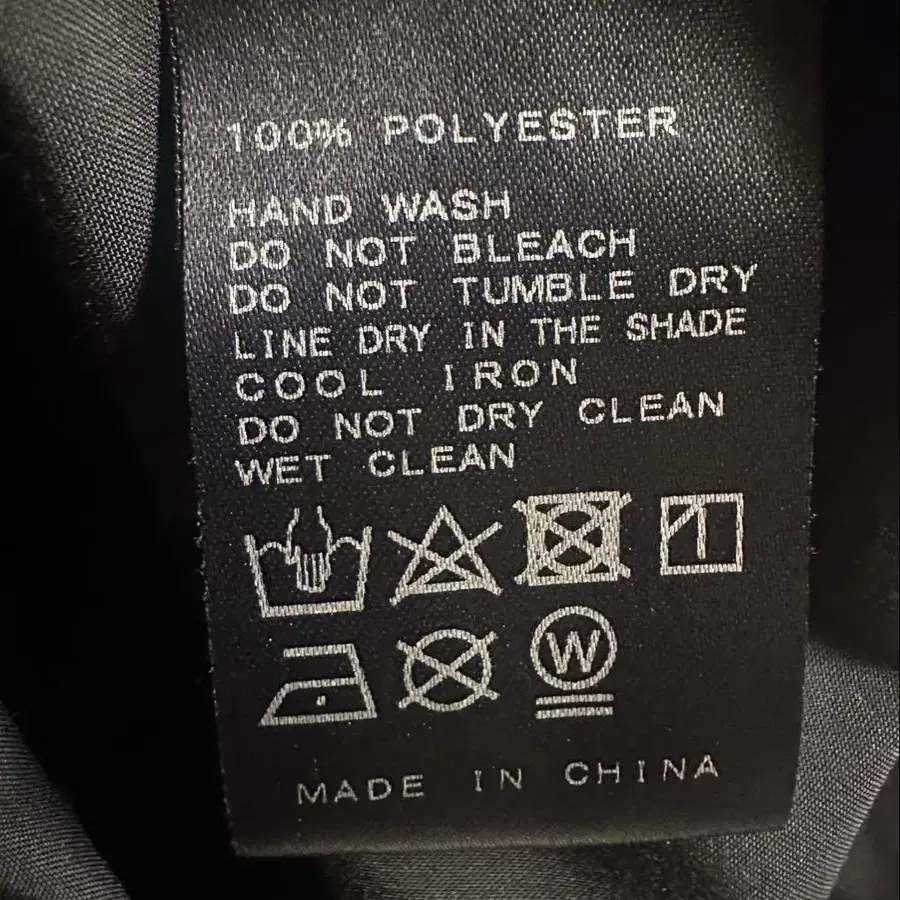 100% POLYESTER
HAND WASH
DO NOT BLEACH
DO NOT TUMBLE DRY
LINE DRY IN THE SHADE
COOL IRON
DO NOT DRY CLEAN
WET CLEAN
W
MADE IN CHINA